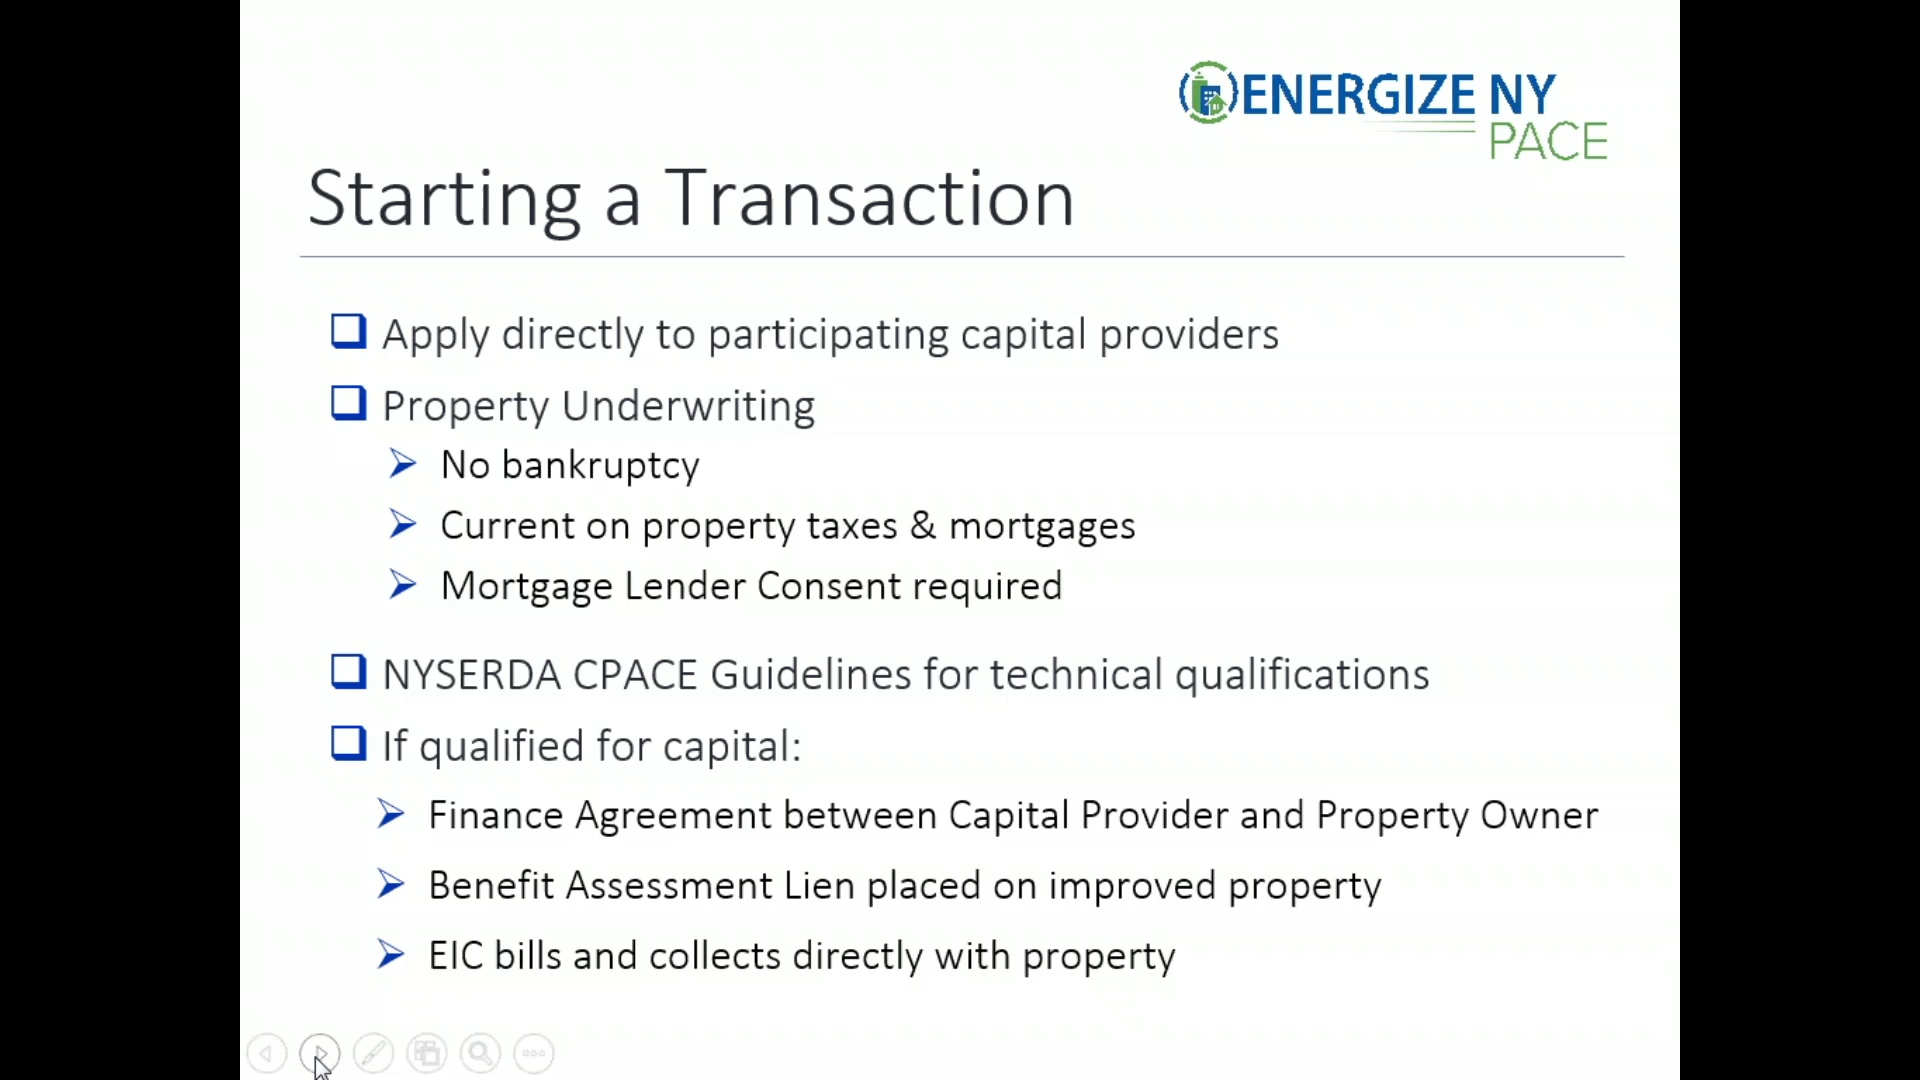 ENERGIZE NY
PACE
Starting a Transaction
Apply directly to participating capital providers
Property Underwriting
No bankruptcy
Current on property taxes & mortgages
Mortgage Lender Consent required
NYSERDA CPACE Guidelines for technical qualifications
If qualified for capital:
Finance Agreement between Capital Provider and Property Owner
Benefit Assessment Lien placed on improved property
EIC bills and collects directly with property